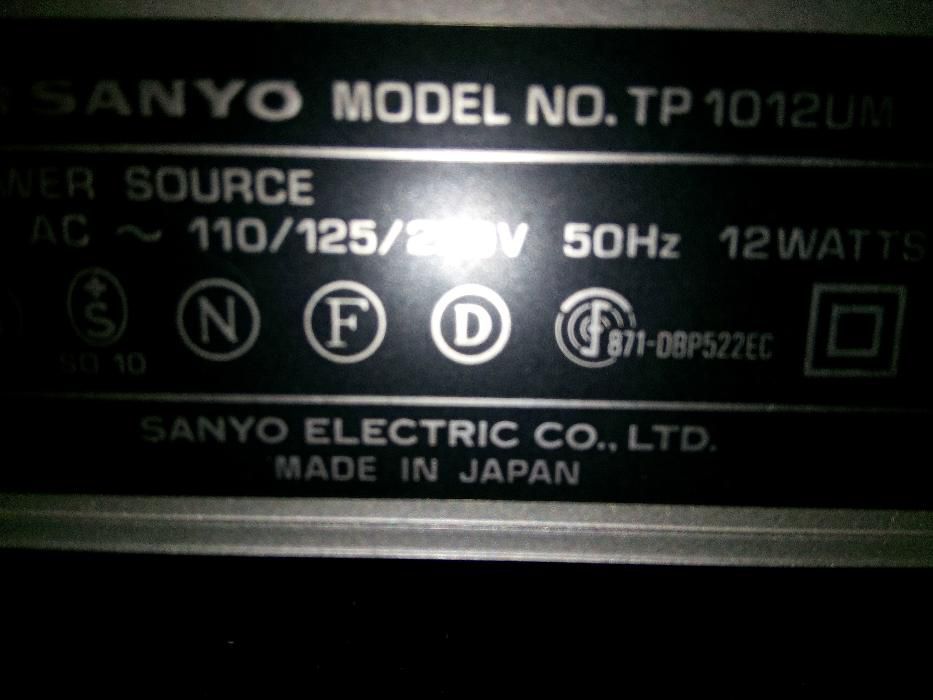 SANYO MODEL NO. TP 1012UM
SOURCE
AC ~ 110/125/ 50Hz 12WATTS
+S N F D 871-DBP522EC
SANYO ELECTRIC CO., LTD.
MADE IN JAPAN